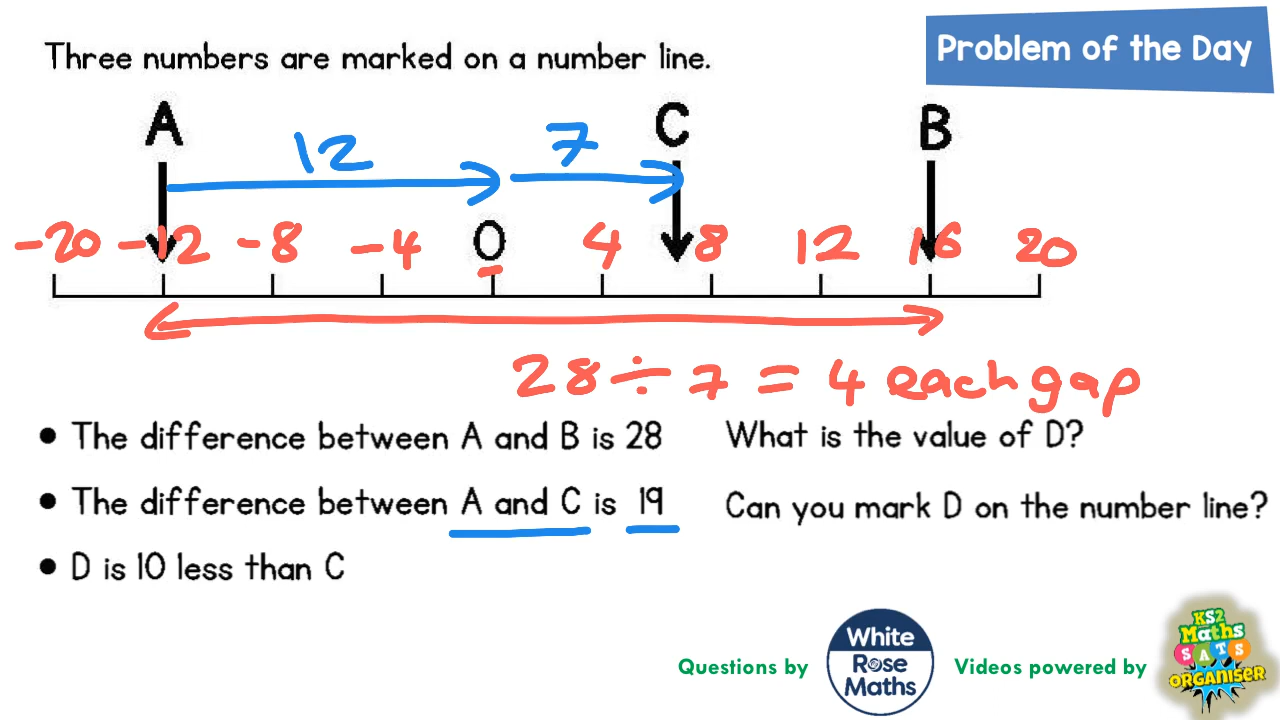 Three numbers are marked on a number line.
Problem of the Day
A C B
12 7
-20 -12 -8 -4 0 4 8 12 16 20
28 ÷ 7 = 4 each gap
• The difference between A and B is 28
What is the value of D?
• The difference between A and C is 19
Can you mark D on the number line?
• D is 10 less than C
Questions by
White
Rose
Maths
Videos powered by
KS2
Maths
SATS
ORGANISER